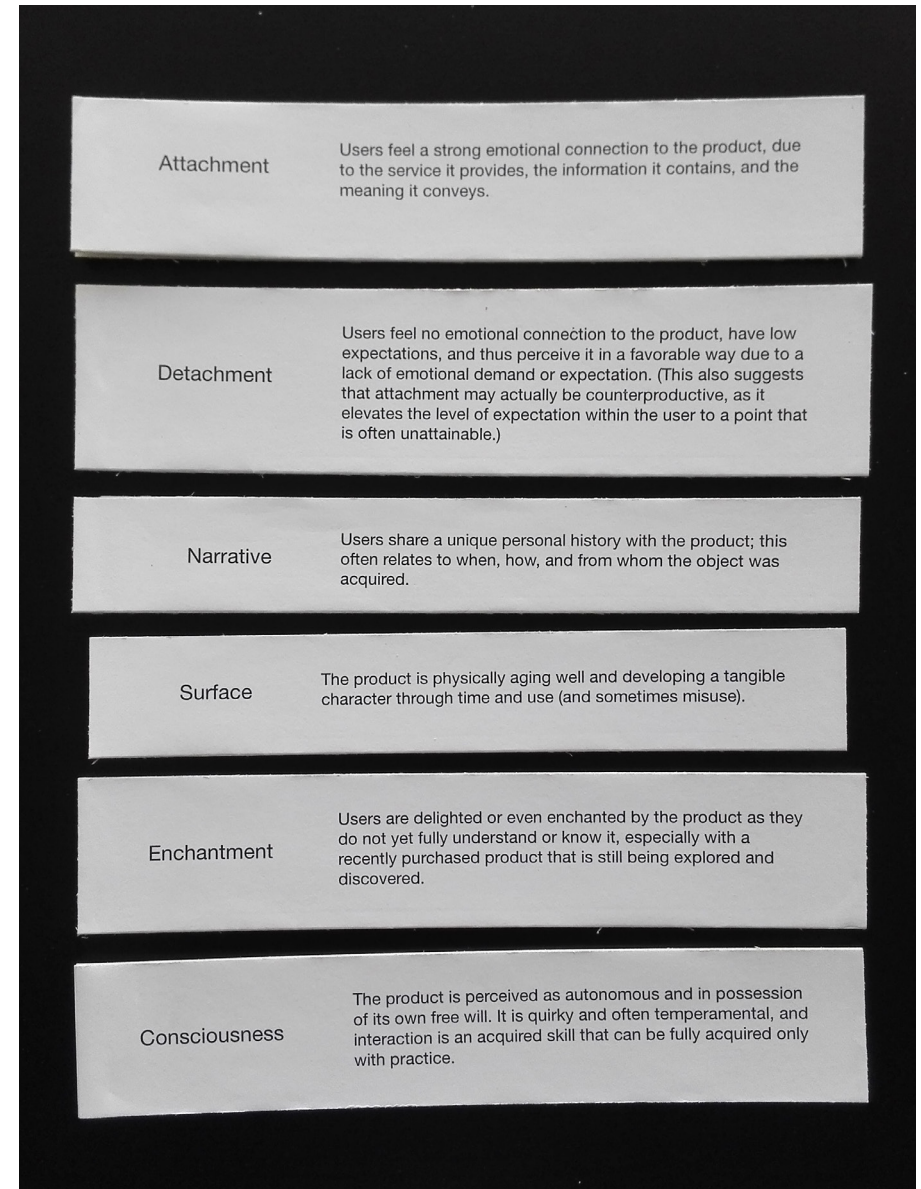 Attachment
Users feel a strong emotional connection to the product, due
to the service it provides, the information it contains, and the
meaning it conveys.
Detachment
Users feel no emotional connection to the product, have low
expectations, and thus perceive it in a favorable way due to a
lack of emotional demand or expectation. (This also suggests
that attachment may actually be counterproductive, as it
elevates the level of expectation within the user to a point that
is often unattainable.)
Narrative
Users share a unique personal history with the product; this
often relates to when, how, and from whom the object was
acquired.
Surface
The product is physically aging well and developing a tangible
character through time and use (and sometimes misuse).
Enchantment
Users are delighted or even enchanted by the product as they
do not yet fully understand or know it, especially with a
recently purchased product that is still being explored and
discovered.
Consciousness
The product is perceived as autonomous and in possession
of its own free will. It is quirky and often temperamental, and
interaction is an acquired skill that can be fully acquired only
with practice.